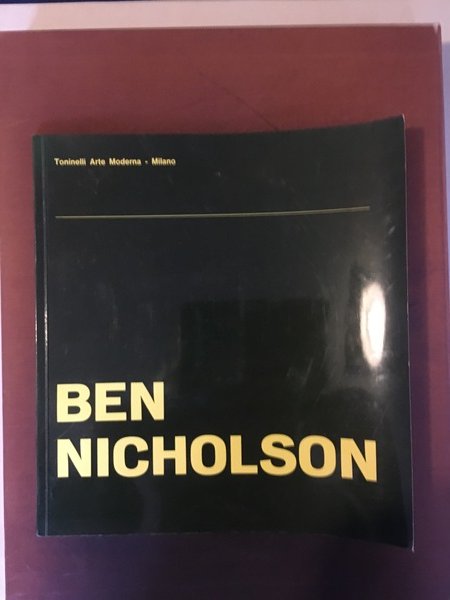 Toninelli Arte Moderna - Milano
BEN
NICHOLSON